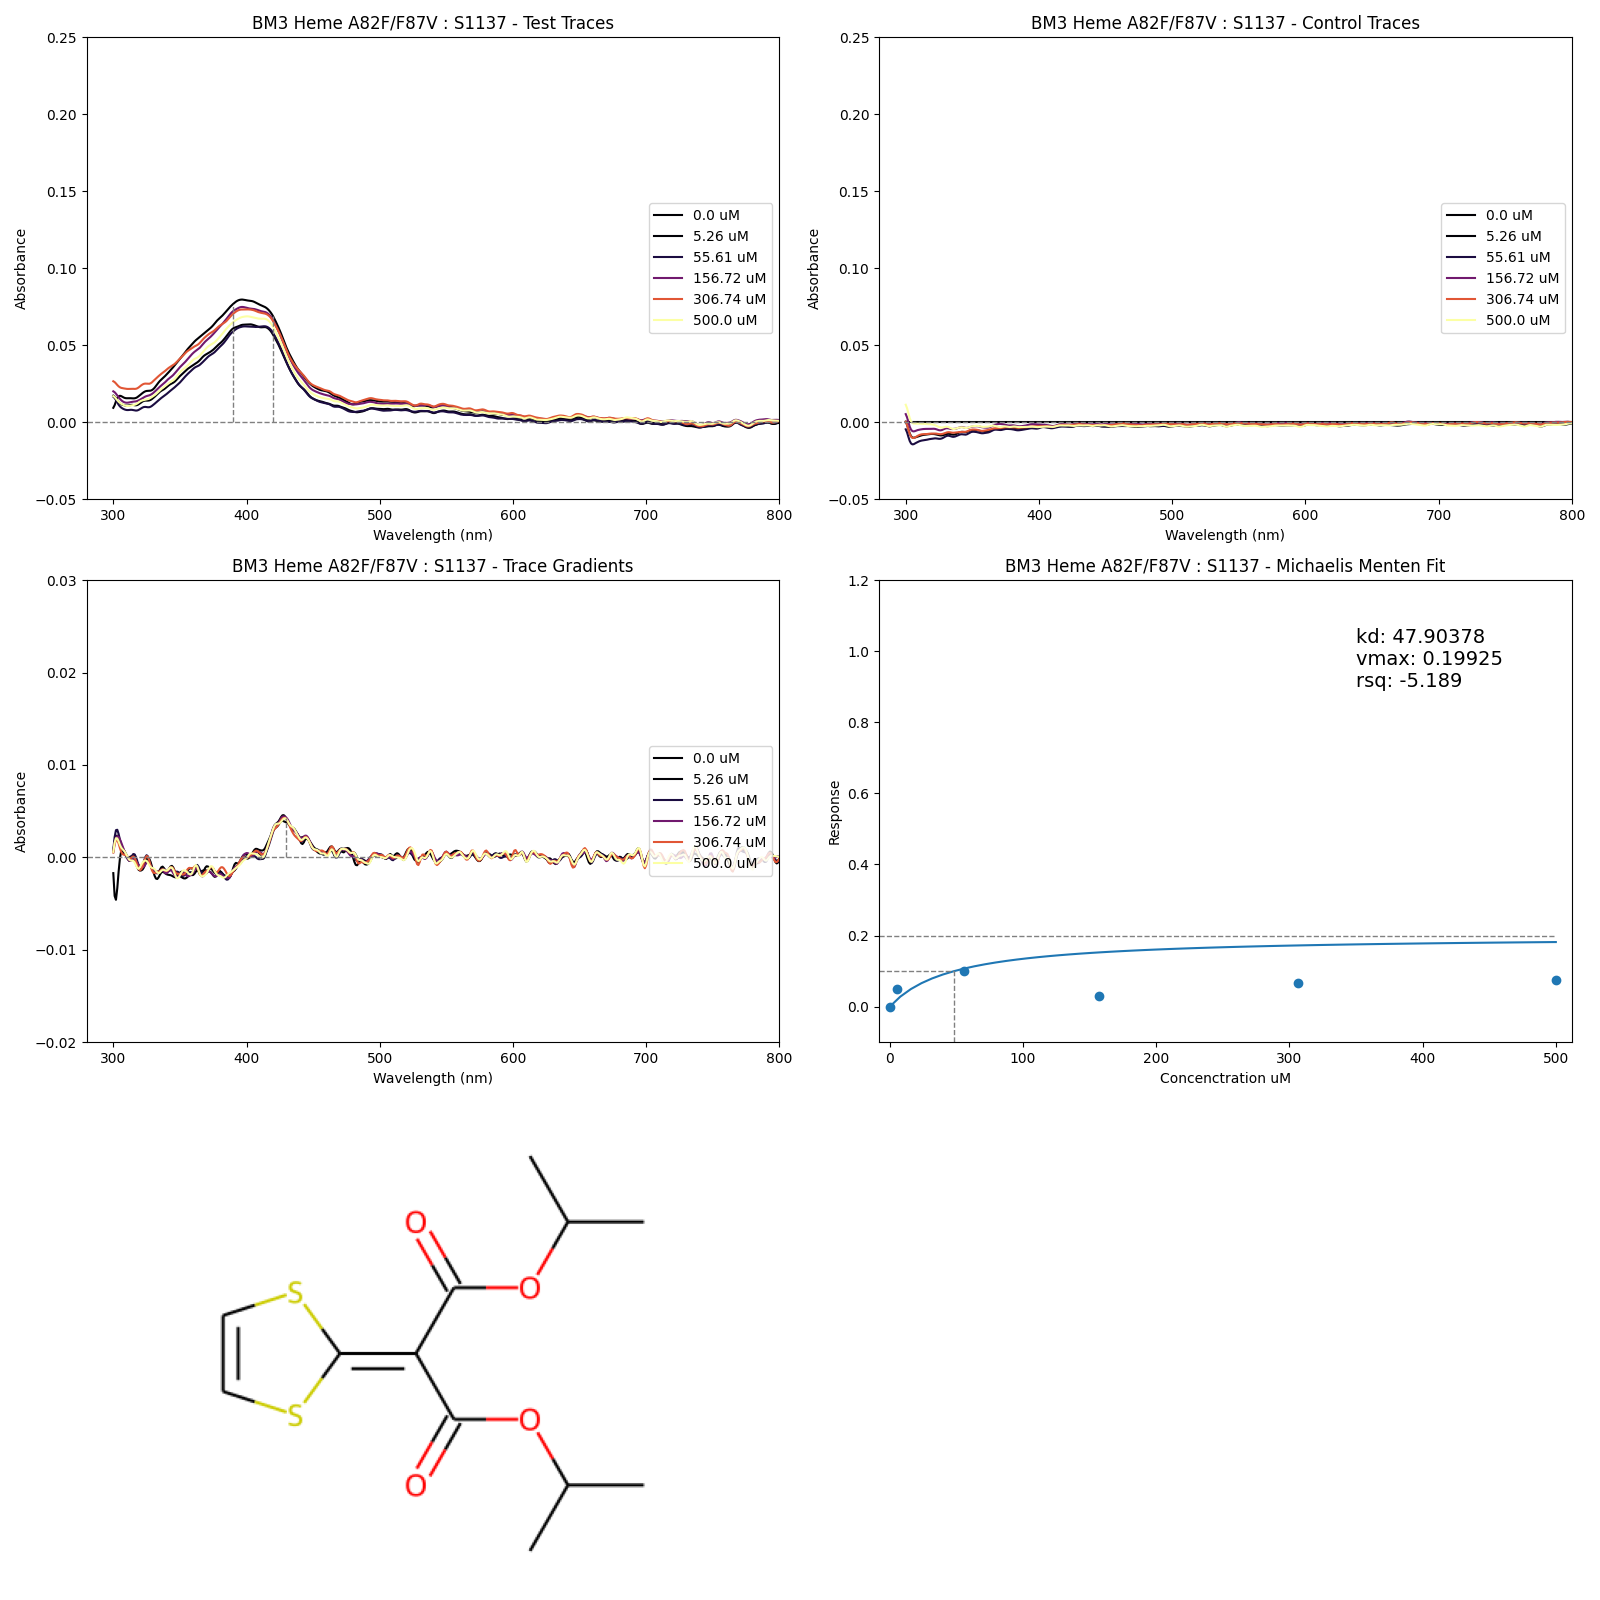 BM3 Heme A82F/F87V : S1137 - Test Traces
0.25
0.20
0.15
0.10
0.05
0.00
−0.05
Absorbance
300 400 500 600 700 800
Wavelength (nm)
0.0 uM
5.26 uM
55.61 uM
156.72 uM
306.74 uM
500.0 uM
BM3 Heme A82F/F87V : S1137 - Control Traces
0.25
0.20
0.15
0.10
0.05
0.00
−0.05
Absorbance
300 400 500 600 700 800
Wavelength (nm)
0.0 uM
5.26 uM
55.61 uM
156.72 uM
306.74 uM
500.0 uM
BM3 Heme A82F/F87V : S1137 - Trace Gradients
0.03
0.02
0.01
0.00
−0.01
−0.02
Absorbance
300 400 500 600 700 800
Wavelength (nm)
0.0 uM
5.26 uM
55.61 uM
156.72 uM
306.74 uM
500.0 uM
BM3 Heme A82F/F87V : S1137 - Michaelis Menten Fit
1.2
1.0
0.8
0.6
0.4
0.2
0.0
Response
kd: 47.90378
vmax: 0.19925
rsq: -5.189
0 100 200 300 400 500
Concenctration uM
O
S
O
S
O
O